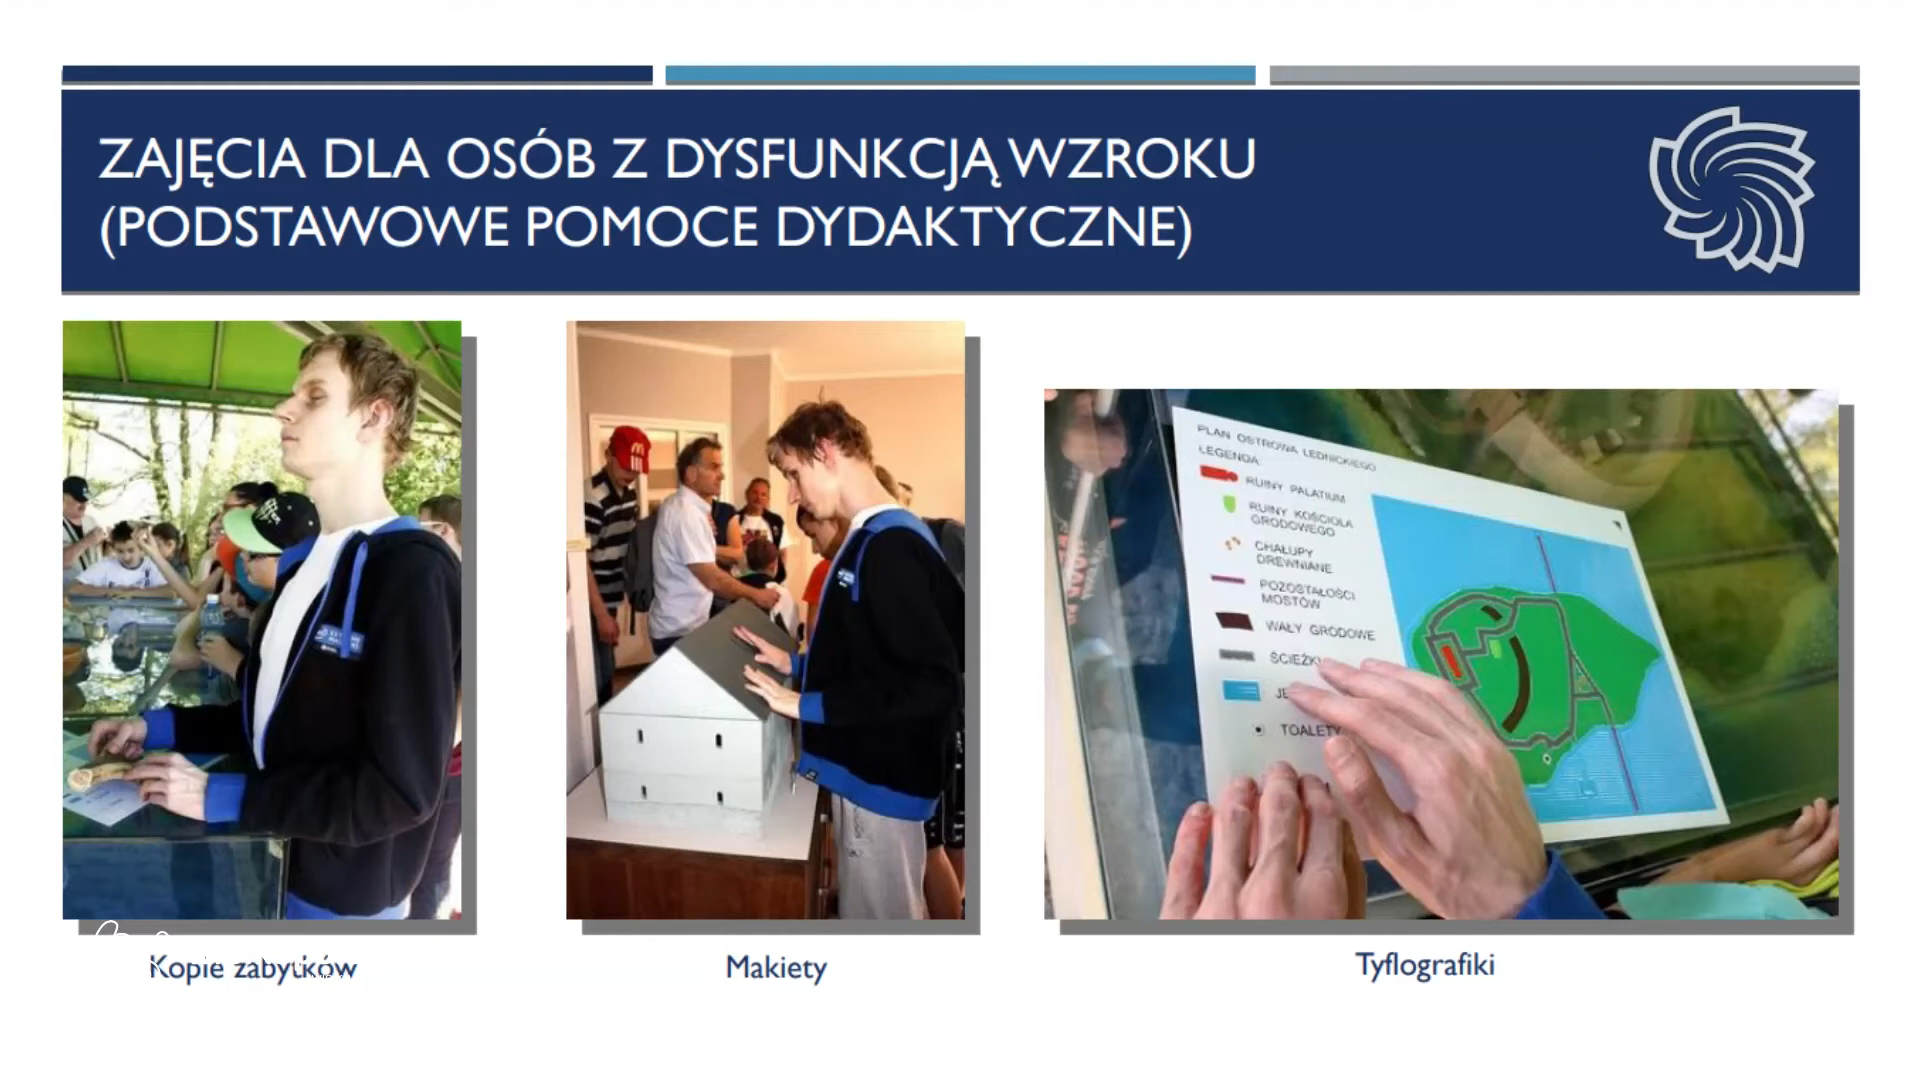 ZAJĘCIA DLA OSÓB Z DYSFUNKCJĄ WZROKU
(PODSTAWOWE POMOCE DYDAKTYCZNE)
PLAN OSTROWA LEDNICKIEGO
LEGENDA:
RUINY PALATIUM
RUINY KOŚCIOŁA
GRODOWEGO
CHAŁUPY
DREWNIANE
POZOSTAŁOŚCI
MOSTÓW
WAŁY GRODOWE
ŚCIEŻKI
TOALETY
Kopie zabytków
Makiety
Tyflografiki